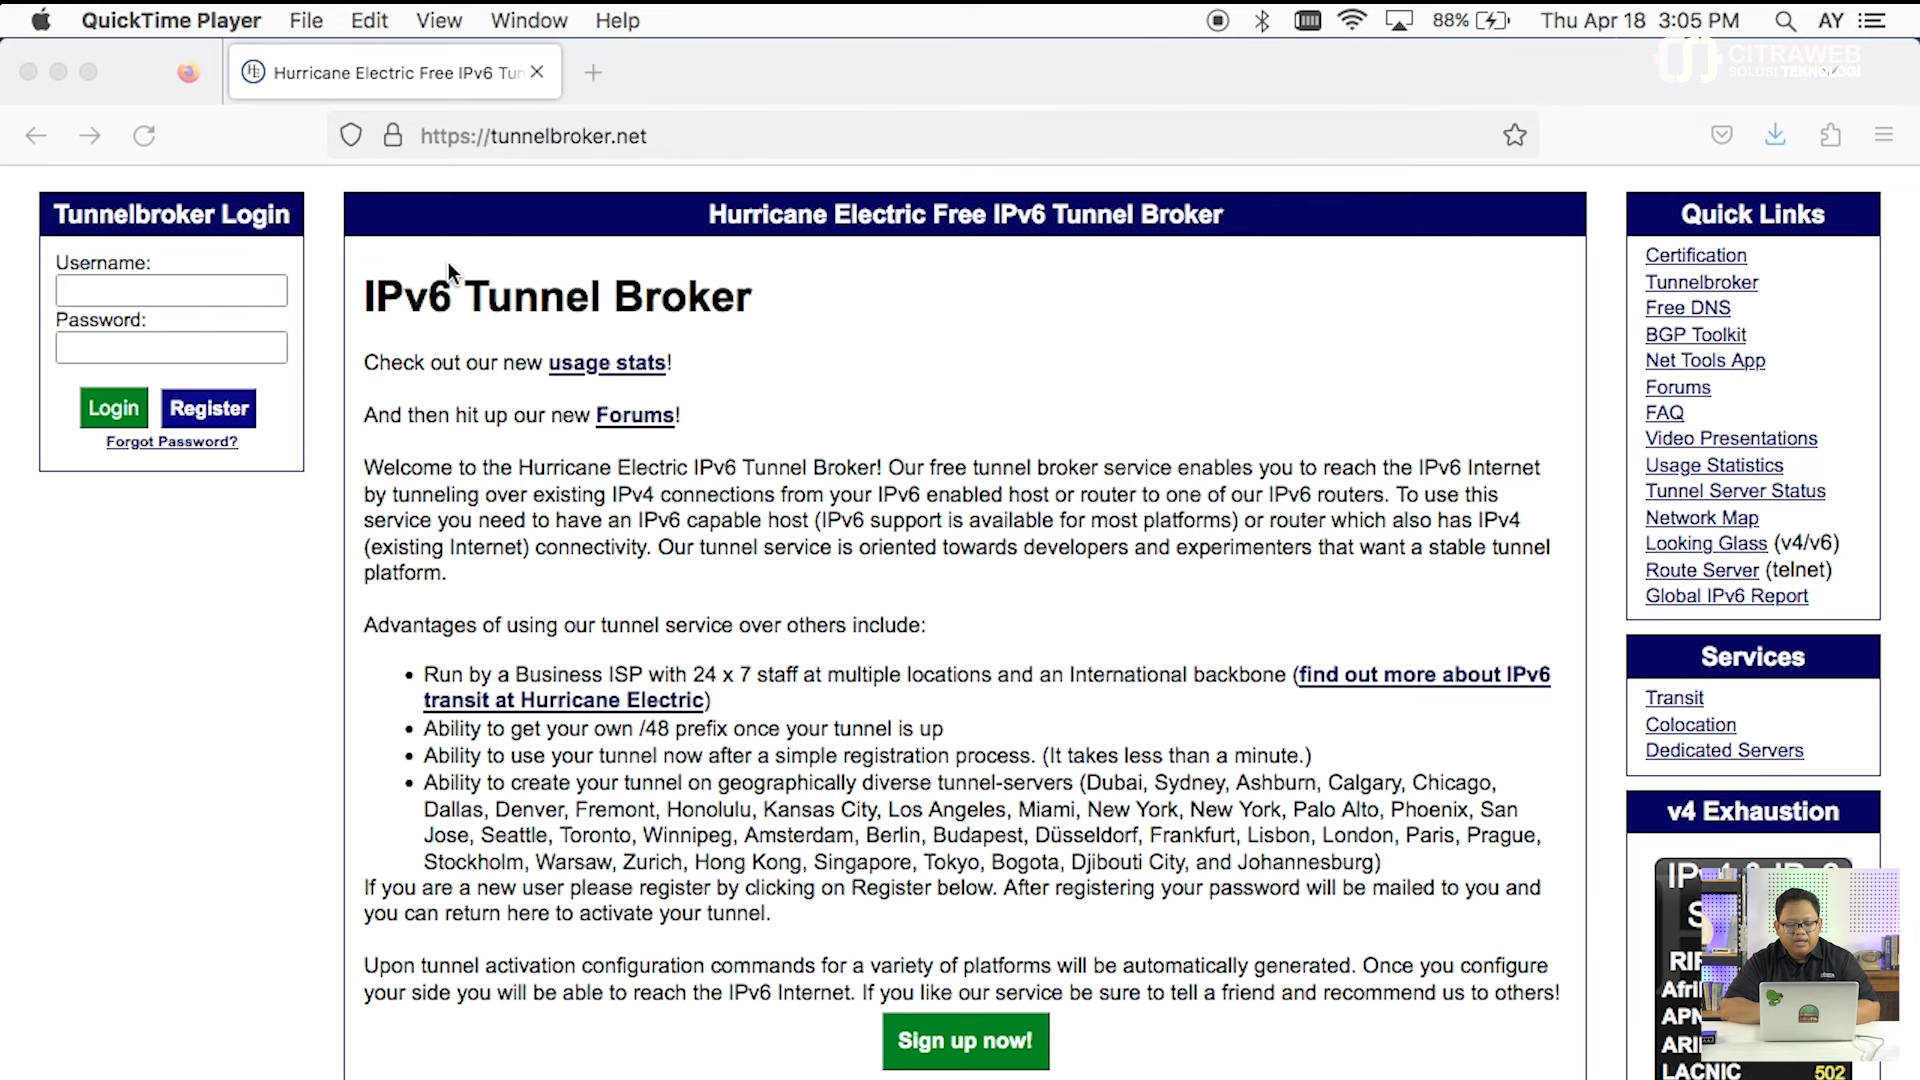 QuickTime Player File Edit View Window Help 88% Thu Apr 18 3:05 PM AY
CITRAWEB
SOLUSI TEKNOLOGI
Hurricane Electric Free IPv6 Tun
https://tunnelbroker.net
Tunnelbroker Login
Username:
Password:
Login Register
Forgot Password?
Hurricane Electric Free IPv6 Tunnel Broker
IPv6 Tunnel Broker
Check out our new usage stats!
And then hit up our new Forums!
Welcome to the Hurricane Electric IPv6 Tunnel Broker! Our free tunnel broker service enables you to reach the IPv6 Internet
by tunneling over existing IPv4 connections from your IPv6 enabled host or router to one of our IPv6 routers. To use this
service you need to have an IPv6 capable host (IPv6 support is available for most platforms) or router which also has IPv4
(existing Internet) connectivity. Our tunnel service is oriented towards developers and experimenters that want a stable tunnel
platform.
Advantages of using our tunnel service over others include:
• Run by a Business ISP with 24 x 7 staff at multiple locations and an International backbone (find out more about IPv6
transit at Hurricane Electric)
• Ability to get your own /48 prefix once your tunnel is up
• Ability to use your tunnel now after a simple registration process. (It takes less than a minute.)
• Ability to create your tunnel on geographically diverse tunnel-servers (Dubai, Sydney, Ashburn, Calgary, Chicago,
Dallas, Denver, Fremont, Honolulu, Kansas City, Los Angeles, Miami, New York, New York, Palo Alto, Phoenix, San
Jose, Seattle, Toronto, Winnipeg, Amsterdam, Berlin, Budapest, Düsseldorf, Frankfurt, Lisbon, London, Paris, Prague,
Stockholm, Warsaw, Zurich, Hong Kong, Singapore, Tokyo, Bogota, Djibouti City, and Johannesburg)
If you are a new user please register by clicking on Register below. After registering your password will be mailed to you and
you can return here to activate your tunnel.
Upon tunnel activation configuration commands for a variety of platforms will be automatically generated. Once you configure
your side you will be able to reach the IPv6 Internet. If you like our service be sure to tell a friend and recommend us to others!
Sign up now!
Quick Links
Certification
Tunnelbroker
Free DNS
BGP Toolkit
Net Tools App
Forums
FAQ
Video Presentations
Usage Statistics
Tunnel Server Status
Network Map
Looking Glass (v4/v6)
Route Server (telnet)
Global IPv6 Report
Services
Transit
Colocation
Dedicated Servers
v4 Exhaustion
LACNIC 502